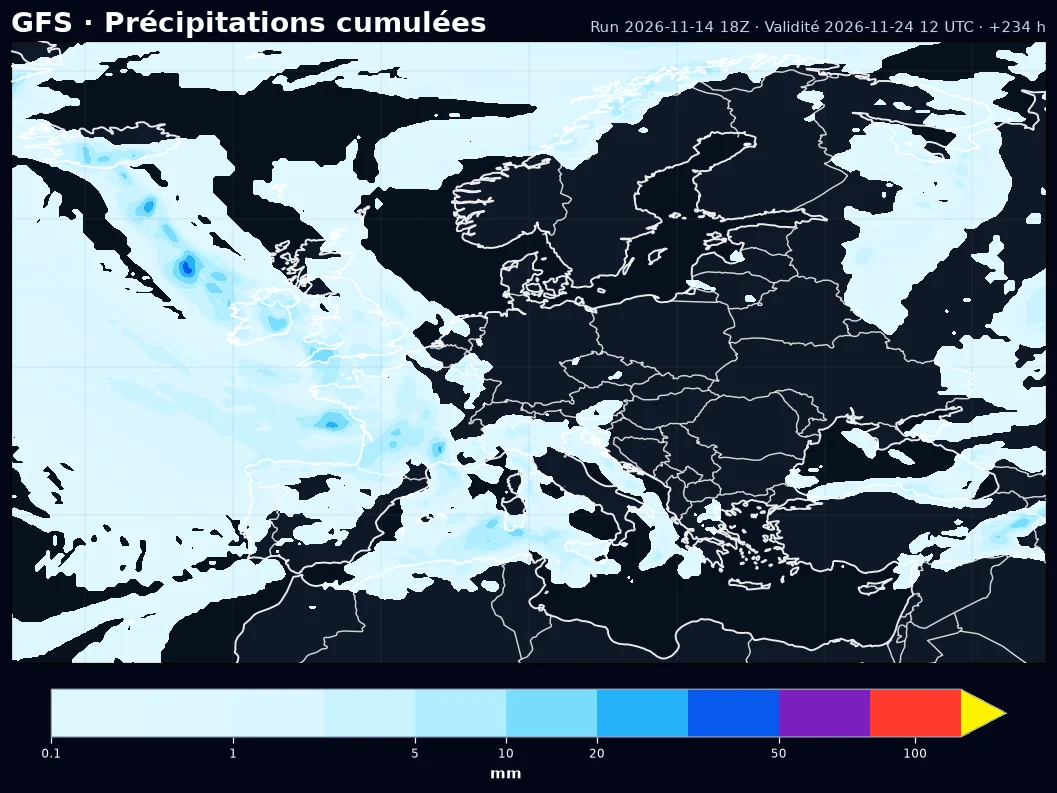 GFS · Précipitations cumulées
Run 2026-11-14 18Z · Validité 2026-11-24 12 UTC · +234 h
0.1 1 5 10 20 50 100
mm